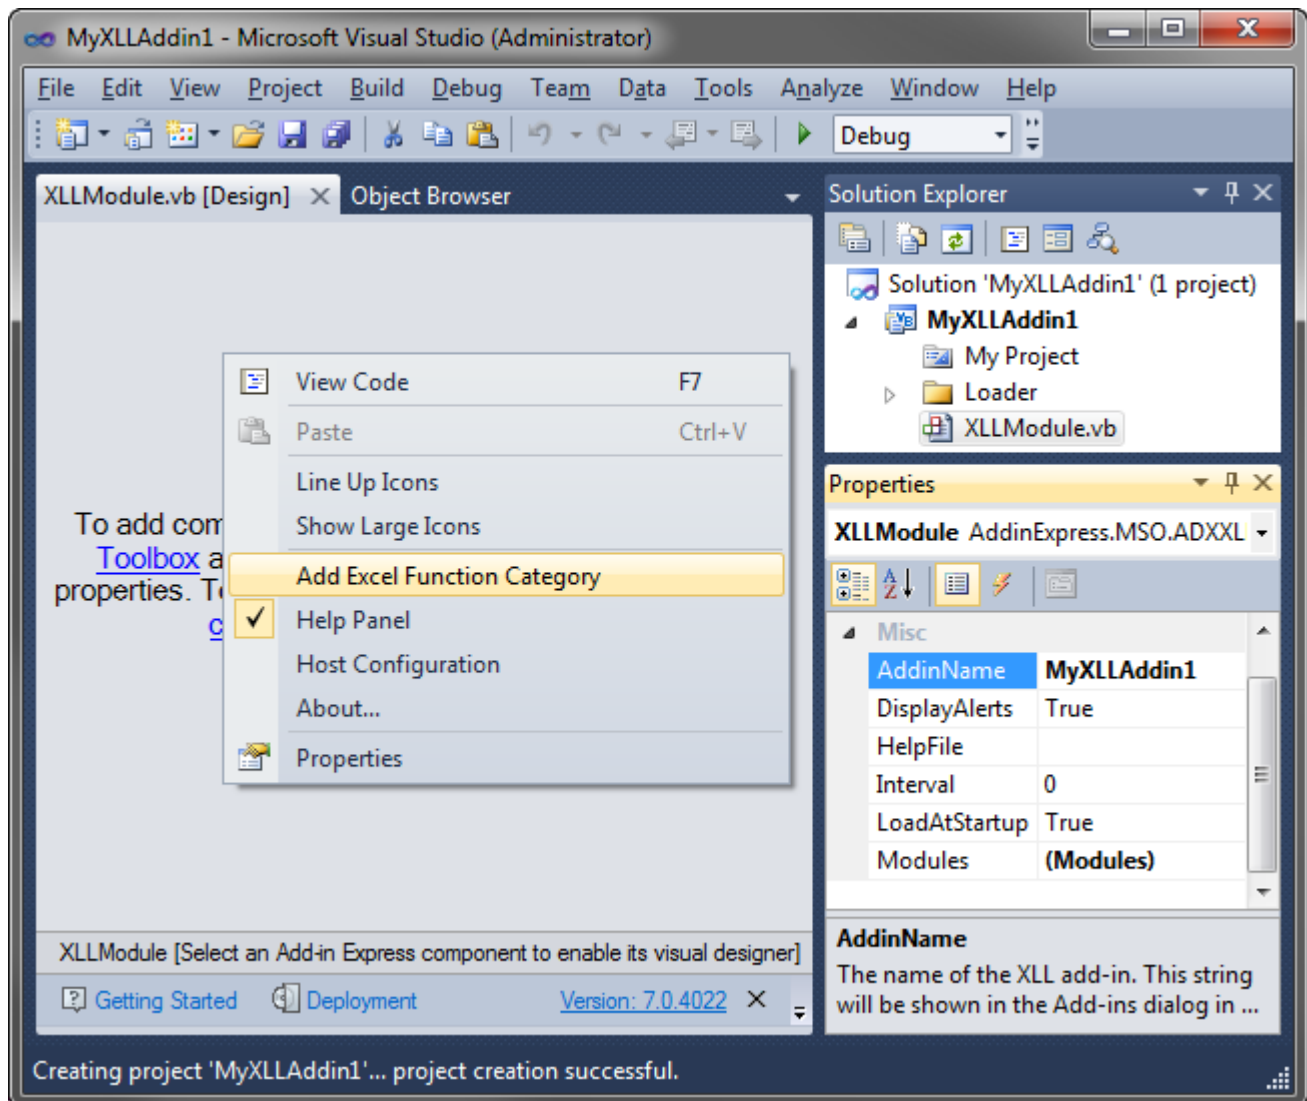 MyXLLAddin1 - Microsoft Visual Studio (Administrator)
File Edit View Project Build Debug Team Data Tools Analyze Window Help
Debug
XLLModule.vb [Design] Object Browser
View Code F7
Paste Ctrl+V
Line Up Icons
Show Large Icons
Add Excel Function Category
Help Panel
Host Configuration
About...
Properties
To add com
Toolbox a
properties. T
c
XLLModule [Select an Add-in Express component to enable its visual designer]
Getting Started Deployment Version: 7.0.4022
Solution Explorer
Solution 'MyXLLAddin1' (1 project)
MyXLLAddin1
My Project
Loader
XLLModule.vb
Properties
XLLModule AddinExpress.MSO.ADXXL
Misc
AddinName MyXLLAddin1
DisplayAlerts True
HelpFile
Interval 0
LoadAtStartup True
Modules (Modules)
AddinName
The name of the XLL add-in. This string
will be shown in the Add-ins dialog in ...
Creating project 'MyXLLAddin1'... project creation successful.